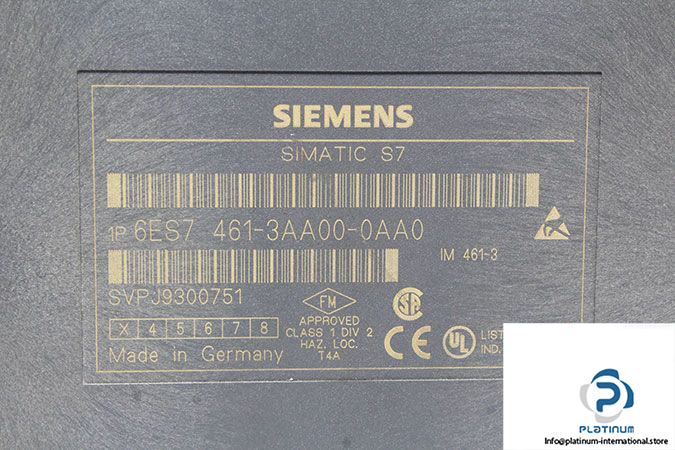 SIEMENS
SIMATIC S7
1P 6ES7 461-3AA00-0AA0
IM 461-3
SVPJ9300751
FM
APPROVED
CLASS 1 DIV 2
HAZ. LOC.
T4A
X 4 5 6 7 8
Made in Germany
CE
UL
LIST
IND.
PLATINUM
Info@platinum-international.store